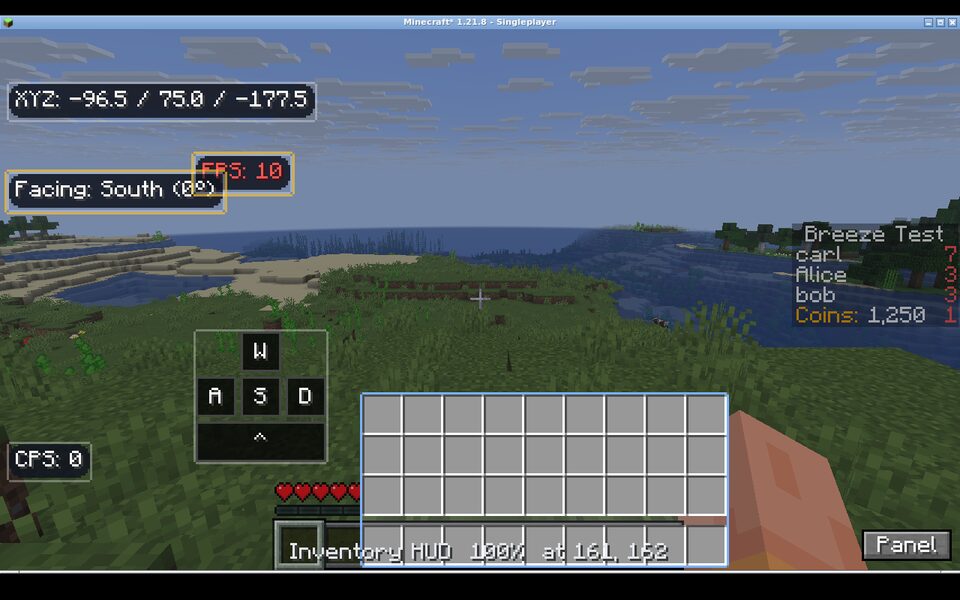 Minecraft* 1.21.8 - Singleplayer
XYZ: -96.5 / 75.0 / -177.5
FPS: 10
Facing: South (0°)
Breeze Test
carl 7
Alice 3
bob 3
Coins: 1,250 1
W
A S D
^
CPS: 0
Inventory HUD 100% at 161, 162
Panel